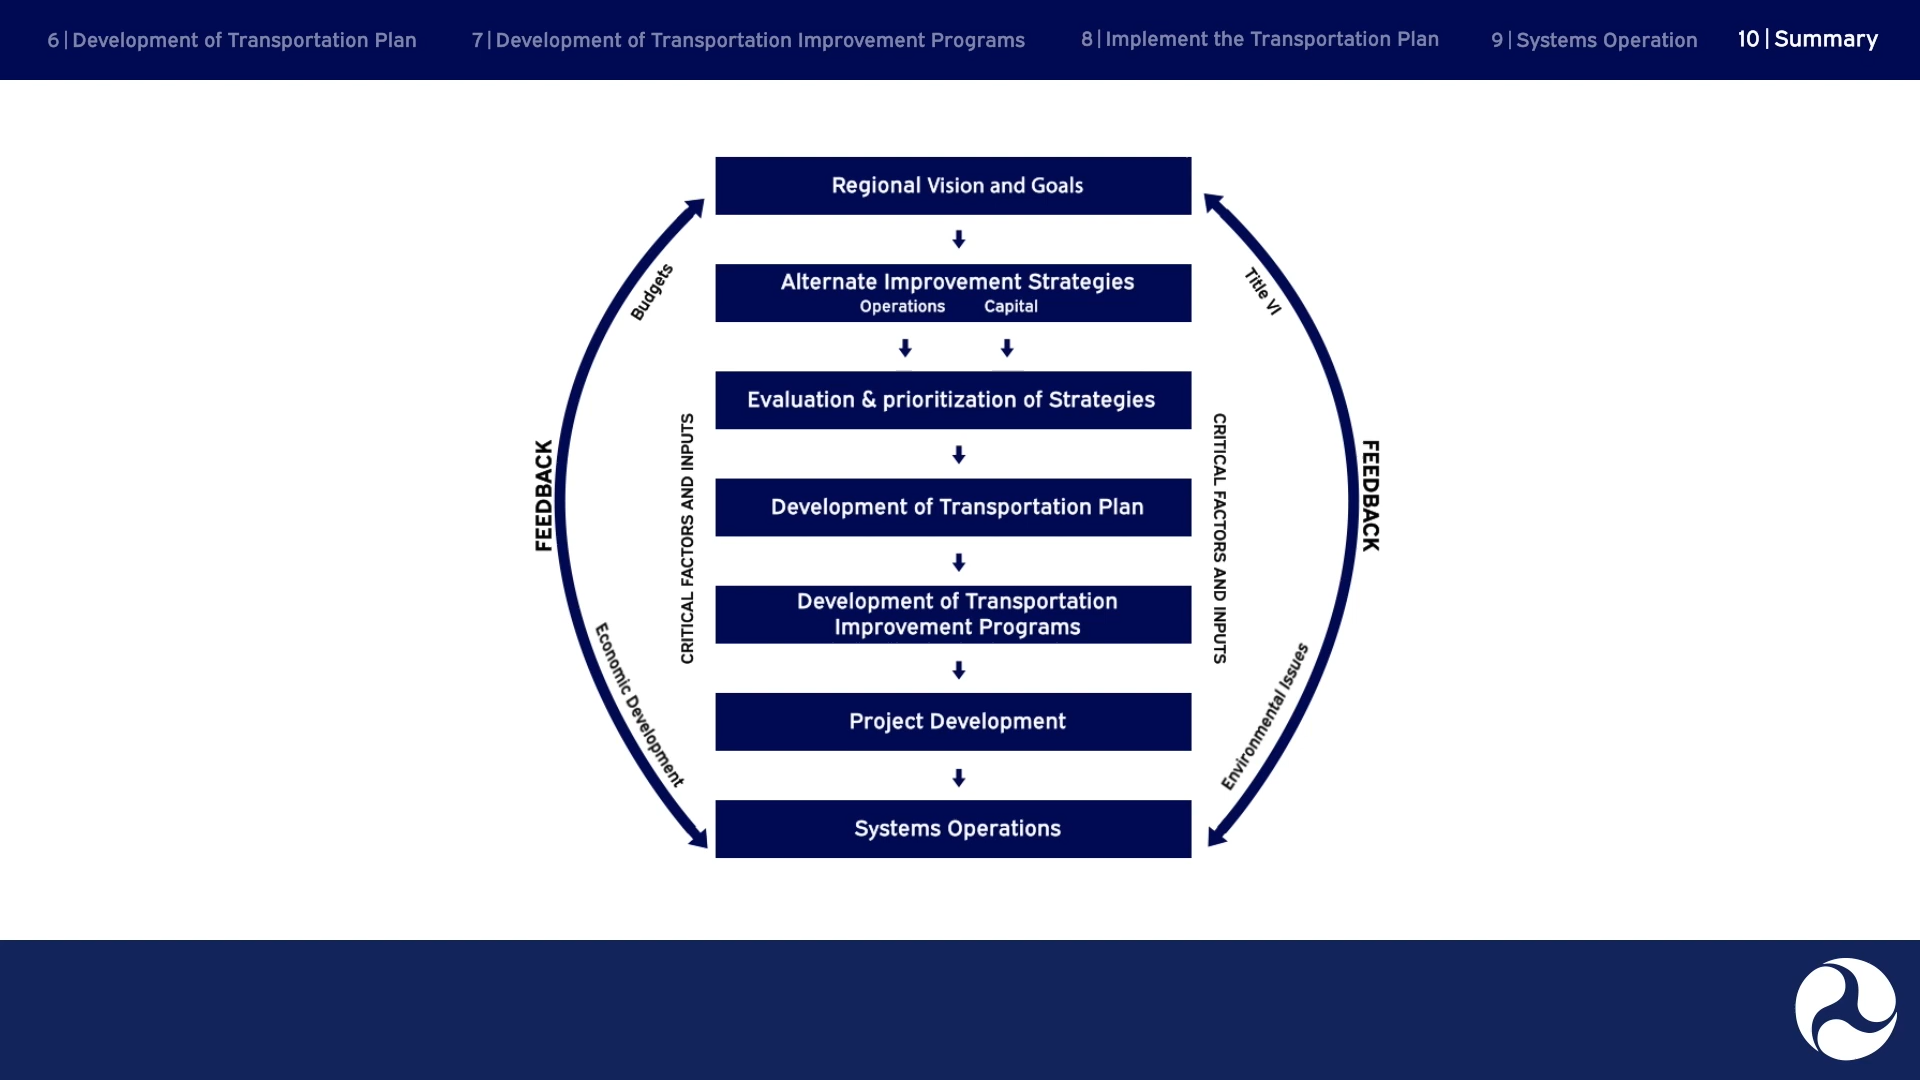 6 | Development of Transportation Plan
7 | Development of Transportation Improvement Programs
8 | Implement the Transportation Plan
9 | Systems Operation
10 | Summary
Regional Vision and Goals
Alternate Improvement Strategies
Operations Capital
Evaluation & prioritization of Strategies
Development of Transportation Plan
Development of Transportation
Improvement Programs
Project Development
Systems Operations
FEEDBACK
Budgets
Economic Development
CRITICAL FACTORS AND INPUTS
CRITICAL FACTORS AND INPUTS
Title VI
Environmental Issues
FEEDBACK